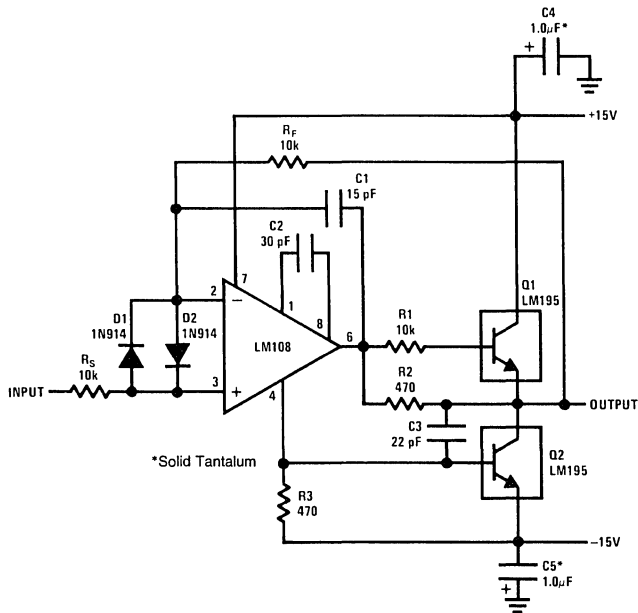 C4
1.0µF*
+
+15V
RF
10k
C1
15 pF
C2
30 pF
7
Q1
LM195
2
1
D1
1N914
D2
1N914
−
8
LM108
6
R1
10k
RS
10k
INPUT
3
+
4
R2
470
OUTPUT
C3
22 pF
Q2
LM195
*Solid Tantalum
R3
470
−15V
C5*
1.0µF
+